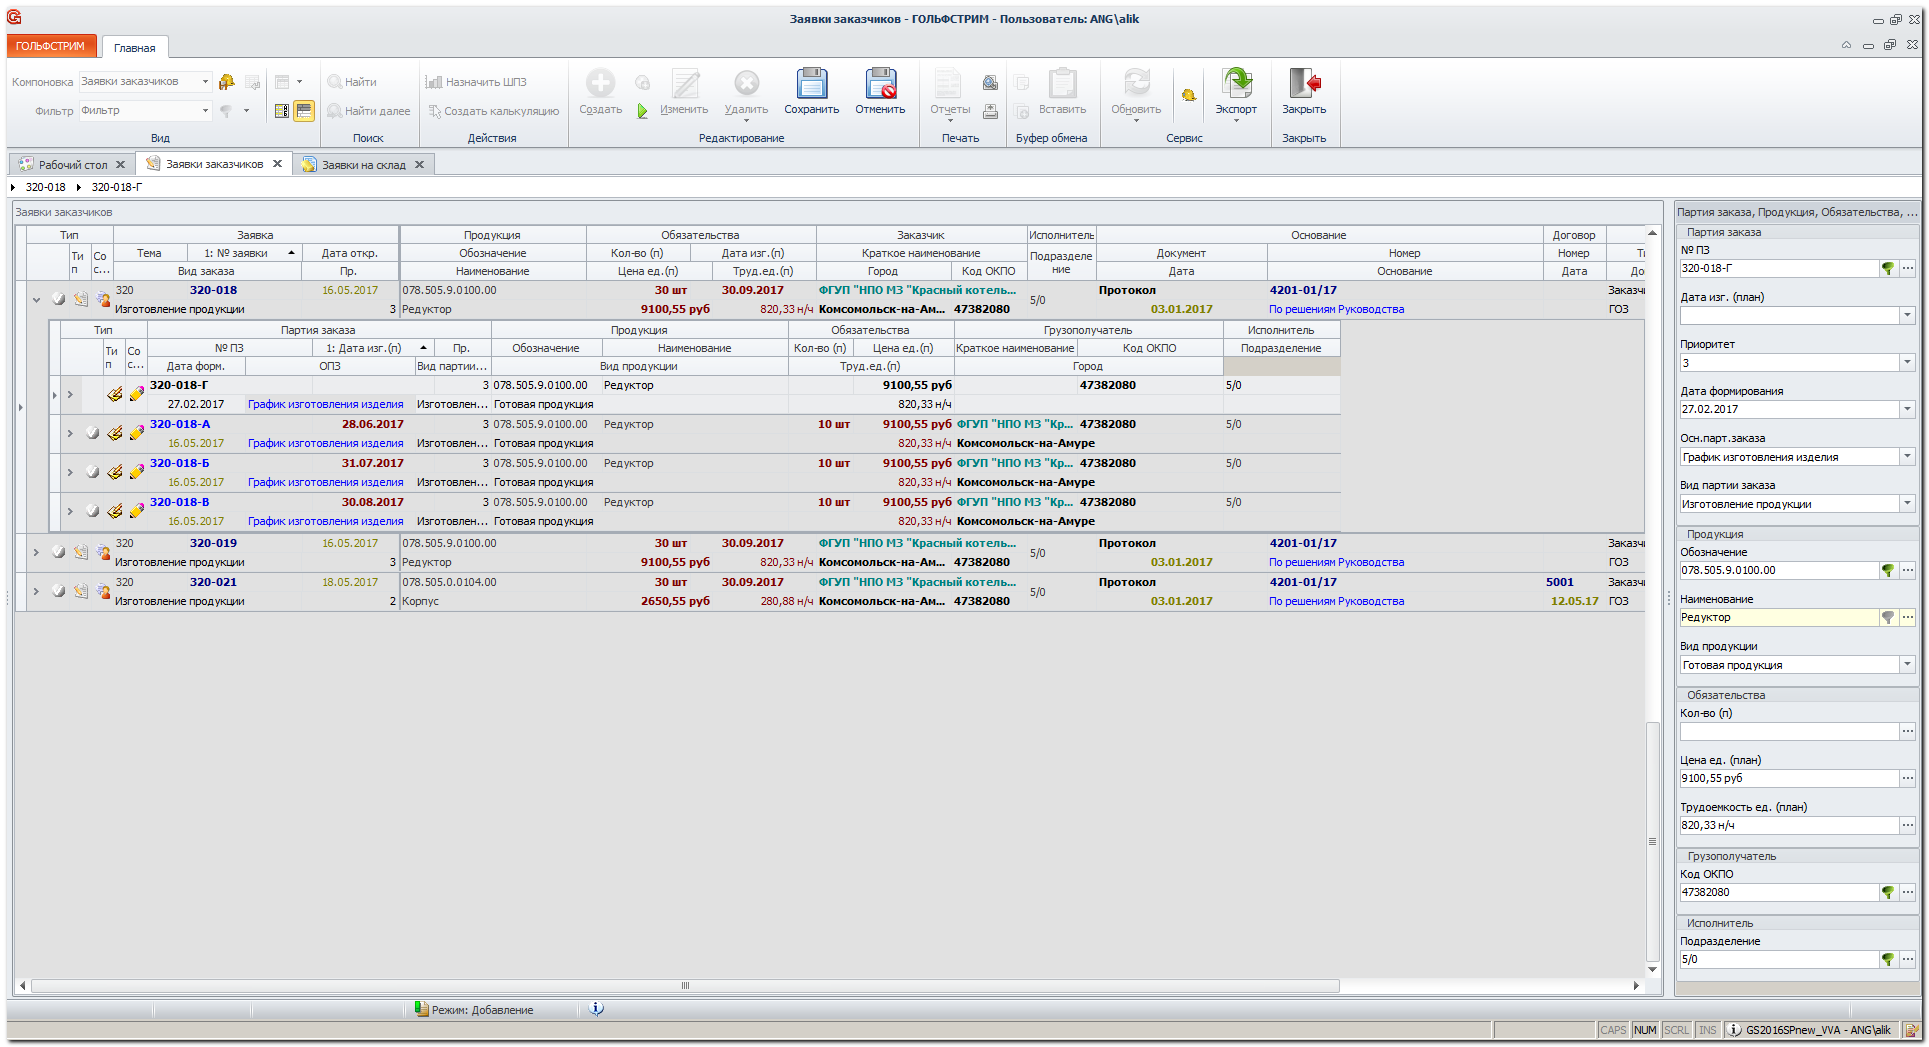 Заявки заказчиков - ГОЛЬФСТРИМ - Пользователь: ANG\alik
ГОЛЬФСТРИМ Главная
Компоновка Заявки заказчиков
Фильтр Фильтр
Вид
Найти
Найти далее
Поиск
Назначить ШПЗ
Создать калькуляцию
Действия
Создать Изменить Удалить Сохранить Отменить
Редактирование
Отчеты
Печать
Вставить
Буфер обмена
Обновить Экспорт
Сервис
Закрыть
Закрыть
Рабочий стол Заявки заказчиков Заявки на склад
320-018 320-018-Г
Заявки заказчиков
Тип Заявка Продукция Обязательства Заказчик Исполнитель Основание Договор
Ти п Со с... Тема 1: № заявки Дата откр. Обозначение Кол-во (п) Дата изг.(п) Краткое наименование Подразделе ние Документ Номер Номер Ти
Вид заказа Пр. Наименование Цена ед.(п) Труд.ед.(п) Город Код ОКПО Дата Основание Дата До
320 320-018 16.05.2017 078.505.9.0100.00 30 шт 30.09.2017 ФГУП "НПО МЗ "Красный котель... 5/0 Протокол 4201-01/17 Заказчи
Изготовление продукции 3 Редуктор 9100,55 руб 820,33 н/ч Комсомольск-на-Ам... 47382080 03.01.2017 По решениям Руководства ГОЗ
Тип Партия заказа Продукция Обязательства Грузополучатель Исполнитель
Ти п Со с... № ПЗ 1: Дата изг.(п) Пр. Обозначение Наименование Кол-во (п) Цена ед.(п) Краткое наименование Код ОКПО Подразделение
Дата форм. ОПЗ Вид партии... Вид продукции Труд.ед.(п) Город
320-018-Г 3 078.505.9.0100.00 Редуктор 9100,55 руб 47382080 5/0
27.02.2017 График изготовления изделия Изготовлен... Готовая продукция 820,33 н/ч
320-018-А 28.06.2017 3 078.505.9.0100.00 Редуктор 10 шт 9100,55 руб ФГУП "НПО МЗ "Кр... 47382080 5/0
16.05.2017 График изготовления изделия Изготовлен... Готовая продукция 820,33 н/ч Комсомольск-на-Амуре
320-018-Б 31.07.2017 3 078.505.9.0100.00 Редуктор 10 шт 9100,55 руб ФГУП "НПО МЗ "Кр... 47382080 5/0
16.05.2017 График изготовления изделия Изготовлен... Готовая продукция 820,33 н/ч Комсомольск-на-Амуре
320-018-В 30.08.2017 3 078.505.9.0100.00 Редуктор 10 шт 9100,55 руб ФГУП "НПО МЗ "Кр... 47382080 5/0
16.05.2017 График изготовления изделия Изготовлен... Готовая продукция 820,33 н/ч Комсомольск-на-Амуре
320 320-019 16.05.2017 078.505.9.0100.00 30 шт 30.09.2017 ФГУП "НПО МЗ "Красный котель... 5/0 Протокол 4201-01/17 Заказчи
Изготовление продукции 3 Редуктор 9100,55 руб 820,33 н/ч Комсомольск-на-Ам... 47382080 03.01.2017 По решениям Руководства ГОЗ
320 320-021 18.05.2017 078.505.0.0104.00 30 шт 30.09.2017 ФГУП "НПО МЗ "Красный котель... 5/0 Протокол 4201-01/17 5001 Заказчи
Изготовление продукции 2 Корпус 2650,55 руб 280,88 н/ч Комсомольск-на-Ам... 47382080 03.01.2017 По решениям Руководства 12.05.17 ГОЗ
Партия заказа, Продукция, Обязательства, ...
Партия заказа
№ ПЗ
320-018-Г
Дата изг. (план)
Приоритет
3
Дата формирования
27.02.2017
Осн.парт.заказа
График изготовления изделия
Вид партии заказа
Изготовление продукции
Продукция
Обозначение
078.505.9.0100.00
Наименование
Редуктор
Вид продукции
Готовая продукция
Обязательства
Кол-во (п)
Цена ед. (план)
9100,55 руб
Трудоемкость ед. (план)
820,33 н/ч
Грузополучатель
Код ОКПО
47382080
Исполнитель
Подразделение
5/0
Режим: Добавление
CAPS NUM SCRL INS GS2016SPnew_VVA - ANG\alik